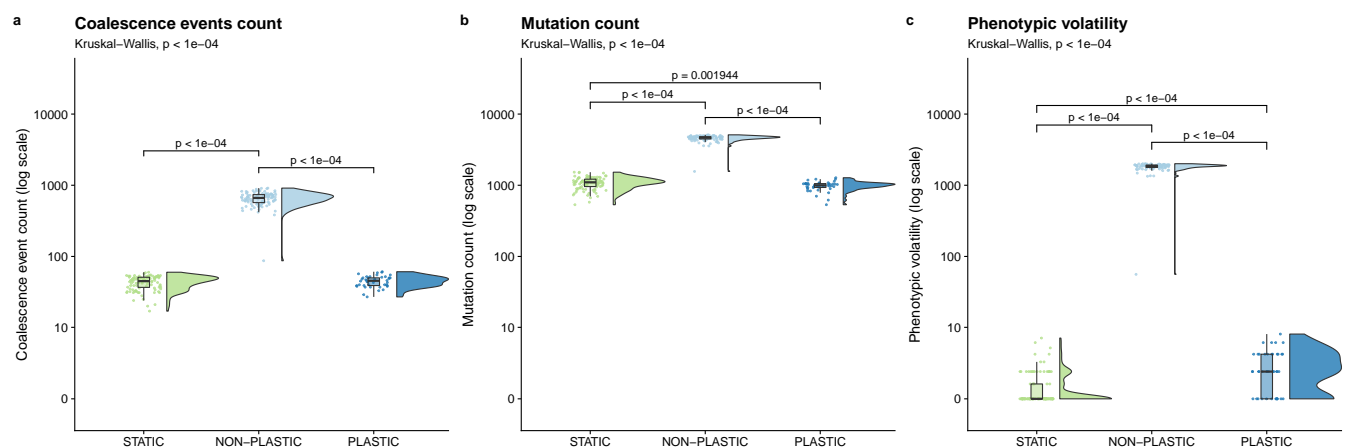 a
Coalescence events count
Kruskal−Wallis, p < 1e−04
Coalescence event count (log scale)
10000
1000
100
10
0
p < 1e−04
p < 1e−04
STATIC
NON−PLASTIC
PLASTIC
b
Mutation count
Kruskal−Wallis, p < 1e−04
Mutation count (log scale)
10000
1000
100
10
0
p = 0.001944
p < 1e−04
p < 1e−04
STATIC
NON−PLASTIC
PLASTIC
c
Phenotypic volatility
Kruskal−Wallis, p < 1e−04
Phenotypic volatility (log scale)
10000
1000
100
10
0
p < 1e−04
p < 1e−04
p < 1e−04
STATIC
NON−PLASTIC
PLASTIC